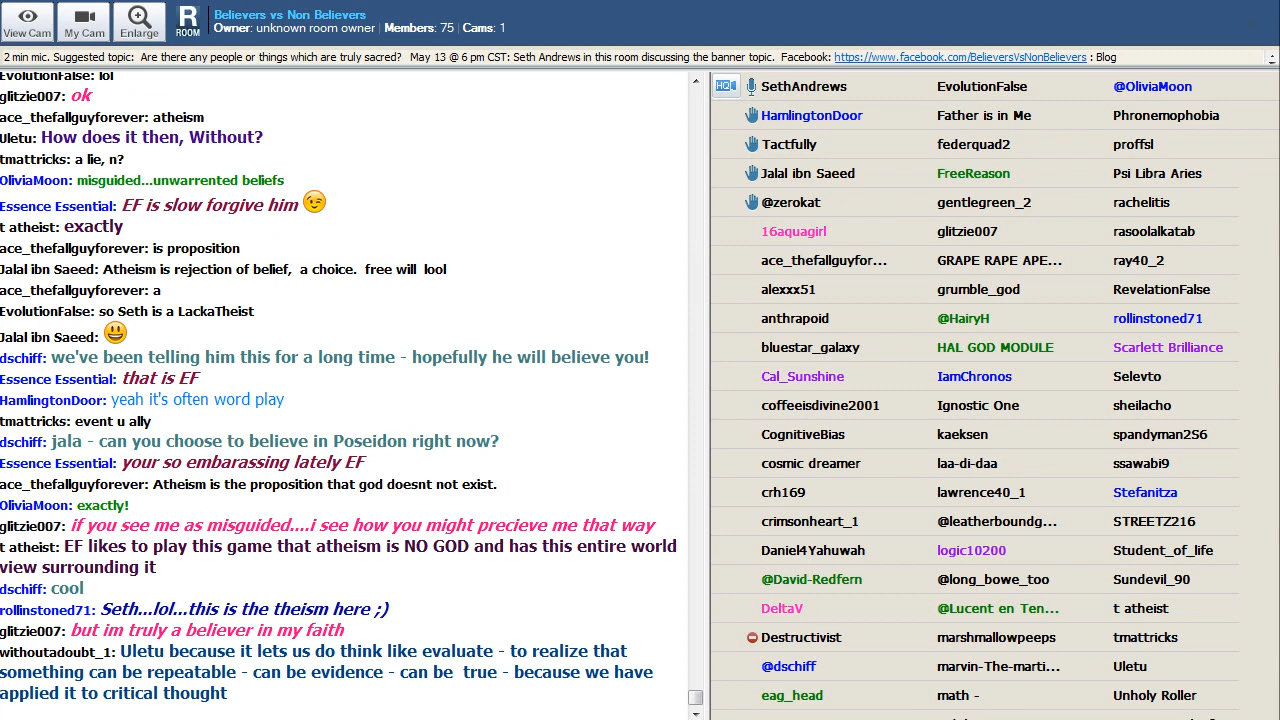 View Cam
My Cam
Enlarge
R
ROOM
Believers vs Non Believers
Owner: unknown room owner | Members: 75 | Cams: 1
2 min mic. Suggested topic: Are there any people or things which are truly sacred? May 13 @ 6 pm CST: Seth Andrews in this room discussing the banner topic. Facebook: https://www.facebook.com/BelieversVsNonBelievers : Blog
EvolutionFalse: lol
glitzie007: ok
ace_thefallguyforever: atheism
Uletu: How does it then, Without?
tmattricks: a lie, n?
OliviaMoon: misguided...unwarrented beliefs
Essence Essential: EF is slow forgive him
t atheist: exactly
ace_thefallguyforever: is proposition
Jalal ibn Saeed: Atheism is rejection of belief, a choice. free will lool
ace_thefallguyforever: a
EvolutionFalse: so Seth is a LackaTheist
Jalal ibn Saeed:
dschiff: we've been telling him this for a long time - hopefully he will believe you!
Essence Essential: that is EF
HamlingtonDoor: yeah it's often word play
tmattricks: event u ally
dschiff: jala - can you choose to believe in Poseidon right now?
Essence Essential: your so embarassing lately EF
ace_thefallguyforever: Atheism is the proposition that god doesnt not exist.
OliviaMoon: exactly!
glitzie007: if you see me as misguided....i see how you might precieve me that way
t atheist: EF likes to play this game that atheism is NO GOD and has this entire world
view surrounding it
dschiff: cool
rollinstoned71: Seth...lol...this is the theism here ;)
glitzie007: but im truly a believer in my faith
withoutadoubt_1: Uletu because it lets us do think like evaluate - to realize that
something can be repeatable - can be evidence - can be true - because we have
applied it to critical thought
HQ
SethAndrews EvolutionFalse @OliviaMoon
HamlingtonDoor Father is in Me Phronemophobia
Tactfully federquad2 proffsl
Jalal ibn Saeed FreeReason Psi Libra Aries
@zerokat gentlegreen_2 rachelitis
16aquagirl glitzie007 rasoolalkatab
ace_thefallguyfor... GRAPE RAPE APE... ray40_2
alexxx51 grumble_god RevelationFalse
anthrapoid @HairyH rollinstoned71
bluestar_galaxy HAL GOD MODULE Scarlett Brilliance
Cal_Sunshine IamChronos Selevto
coffeeisdivine2001 Ignostic One sheilacho
CognitiveBias kaeksen spandyman2S6
cosmic dreamer laa-di-daa ssawabi9
crh169 lawrence40_1 Stefanitza
crimsonheart_1 @leatherboundg... STREETZ216
Daniel4Yahuwah logic10200 Student_of_life
@David-Redfern @long_bowe_too Sundevil_90
DeltaV @Lucent en Ten... t atheist
Destructivist marshmallowpeeps tmattricks
@dschiff marvin-The-marti... Uletu
eag_head math - Unholy Roller